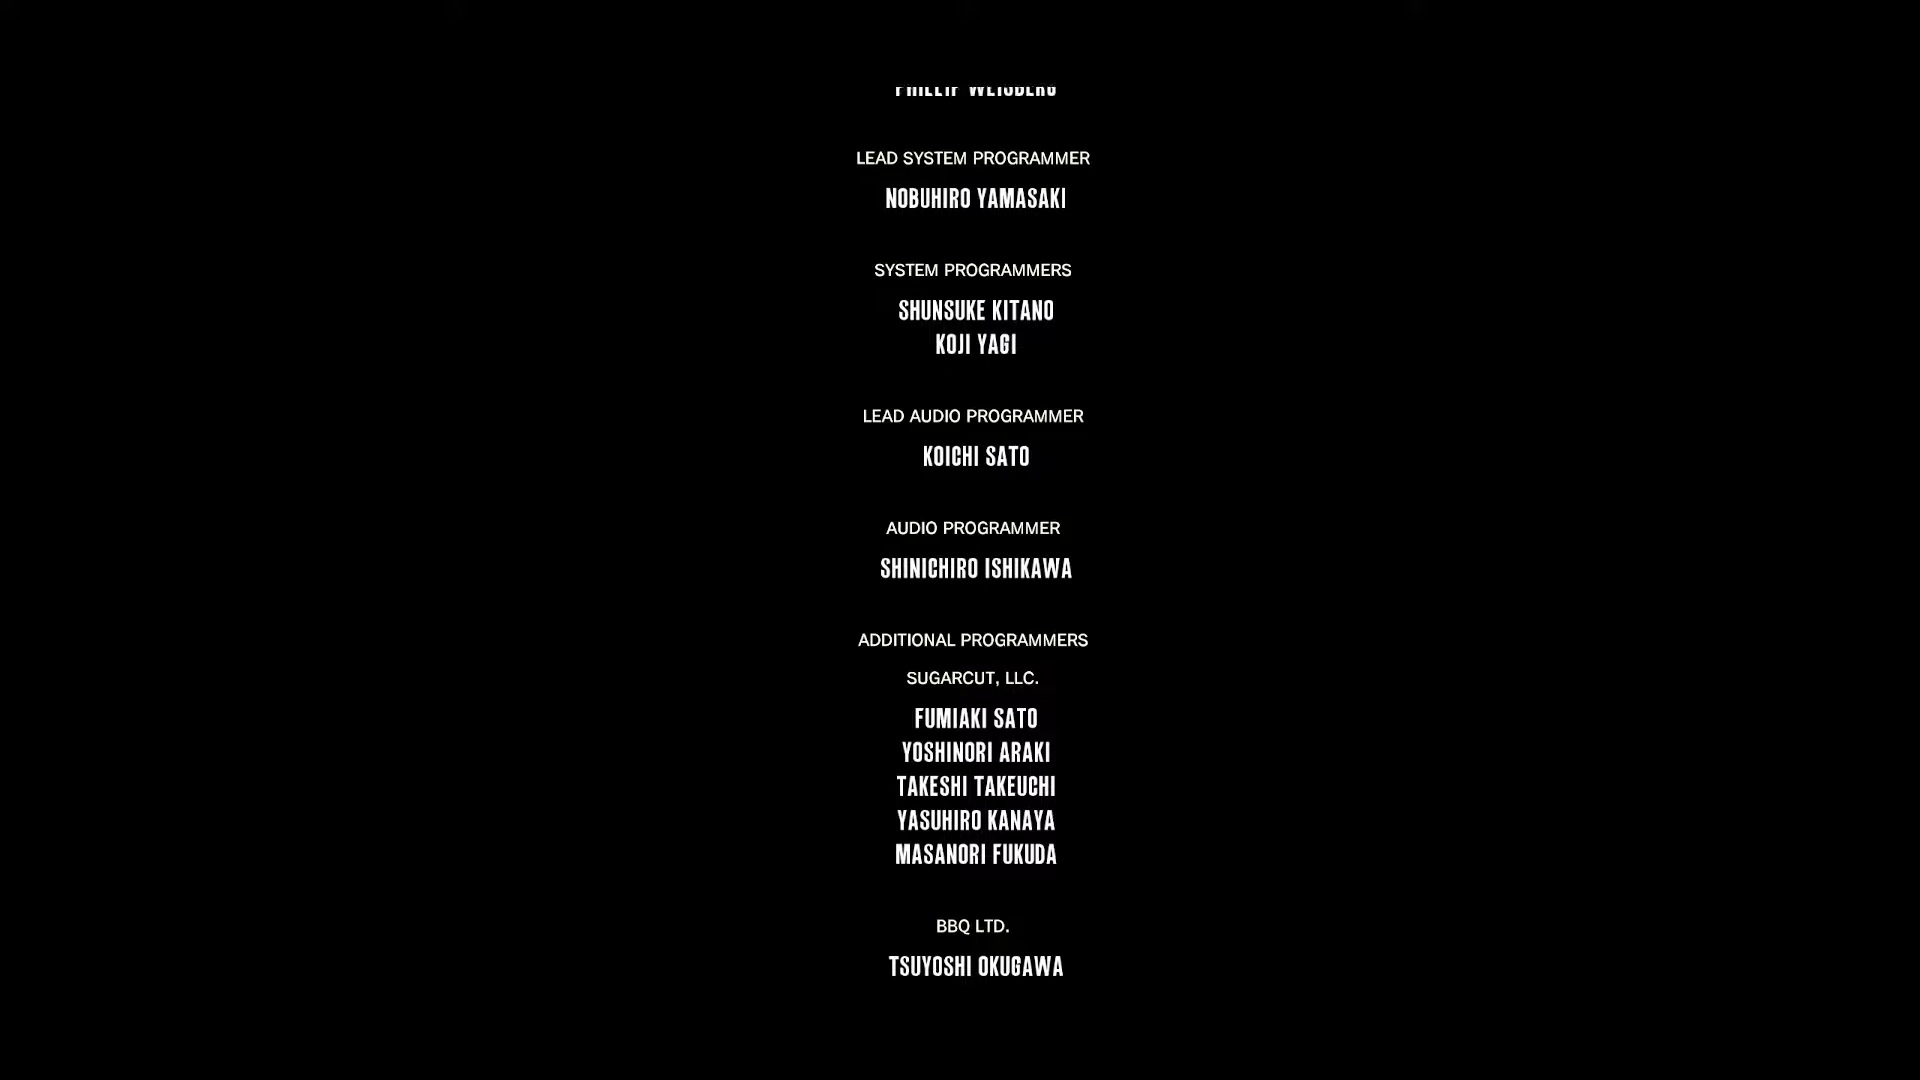 PHILLIP WEISBERG
LEAD SYSTEM PROGRAMMER
NOBUHIRO YAMASAKI
SYSTEM PROGRAMMERS
SHUNSUKE KITANO
KOJI YAGI
LEAD AUDIO PROGRAMMER
KOICHI SATO
AUDIO PROGRAMMER
SHINICHIRO ISHIKAWA
ADDITIONAL PROGRAMMERS
SUGARCUT, LLC.
FUMIAKI SATO
YOSHINORI ARAKI
TAKESHI TAKEUCHI
YASUHIRO KANAYA
MASANORI FUKUDA
BBQ LTD.
TSUYOSHI OKUGAWA